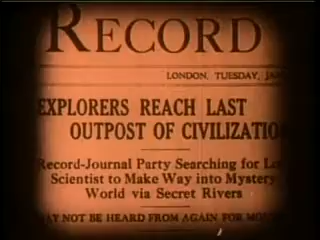 RECORD
LONDON, TUESDAY,
EXPLORERS REACH LAST
OUTPOST OF CIVILIZATIO
Record-Journal Party Searching for
Scientist to Make Way into Mystery
World via Secret Rivers
NOT BE HEARD FROM AGAIN FOR